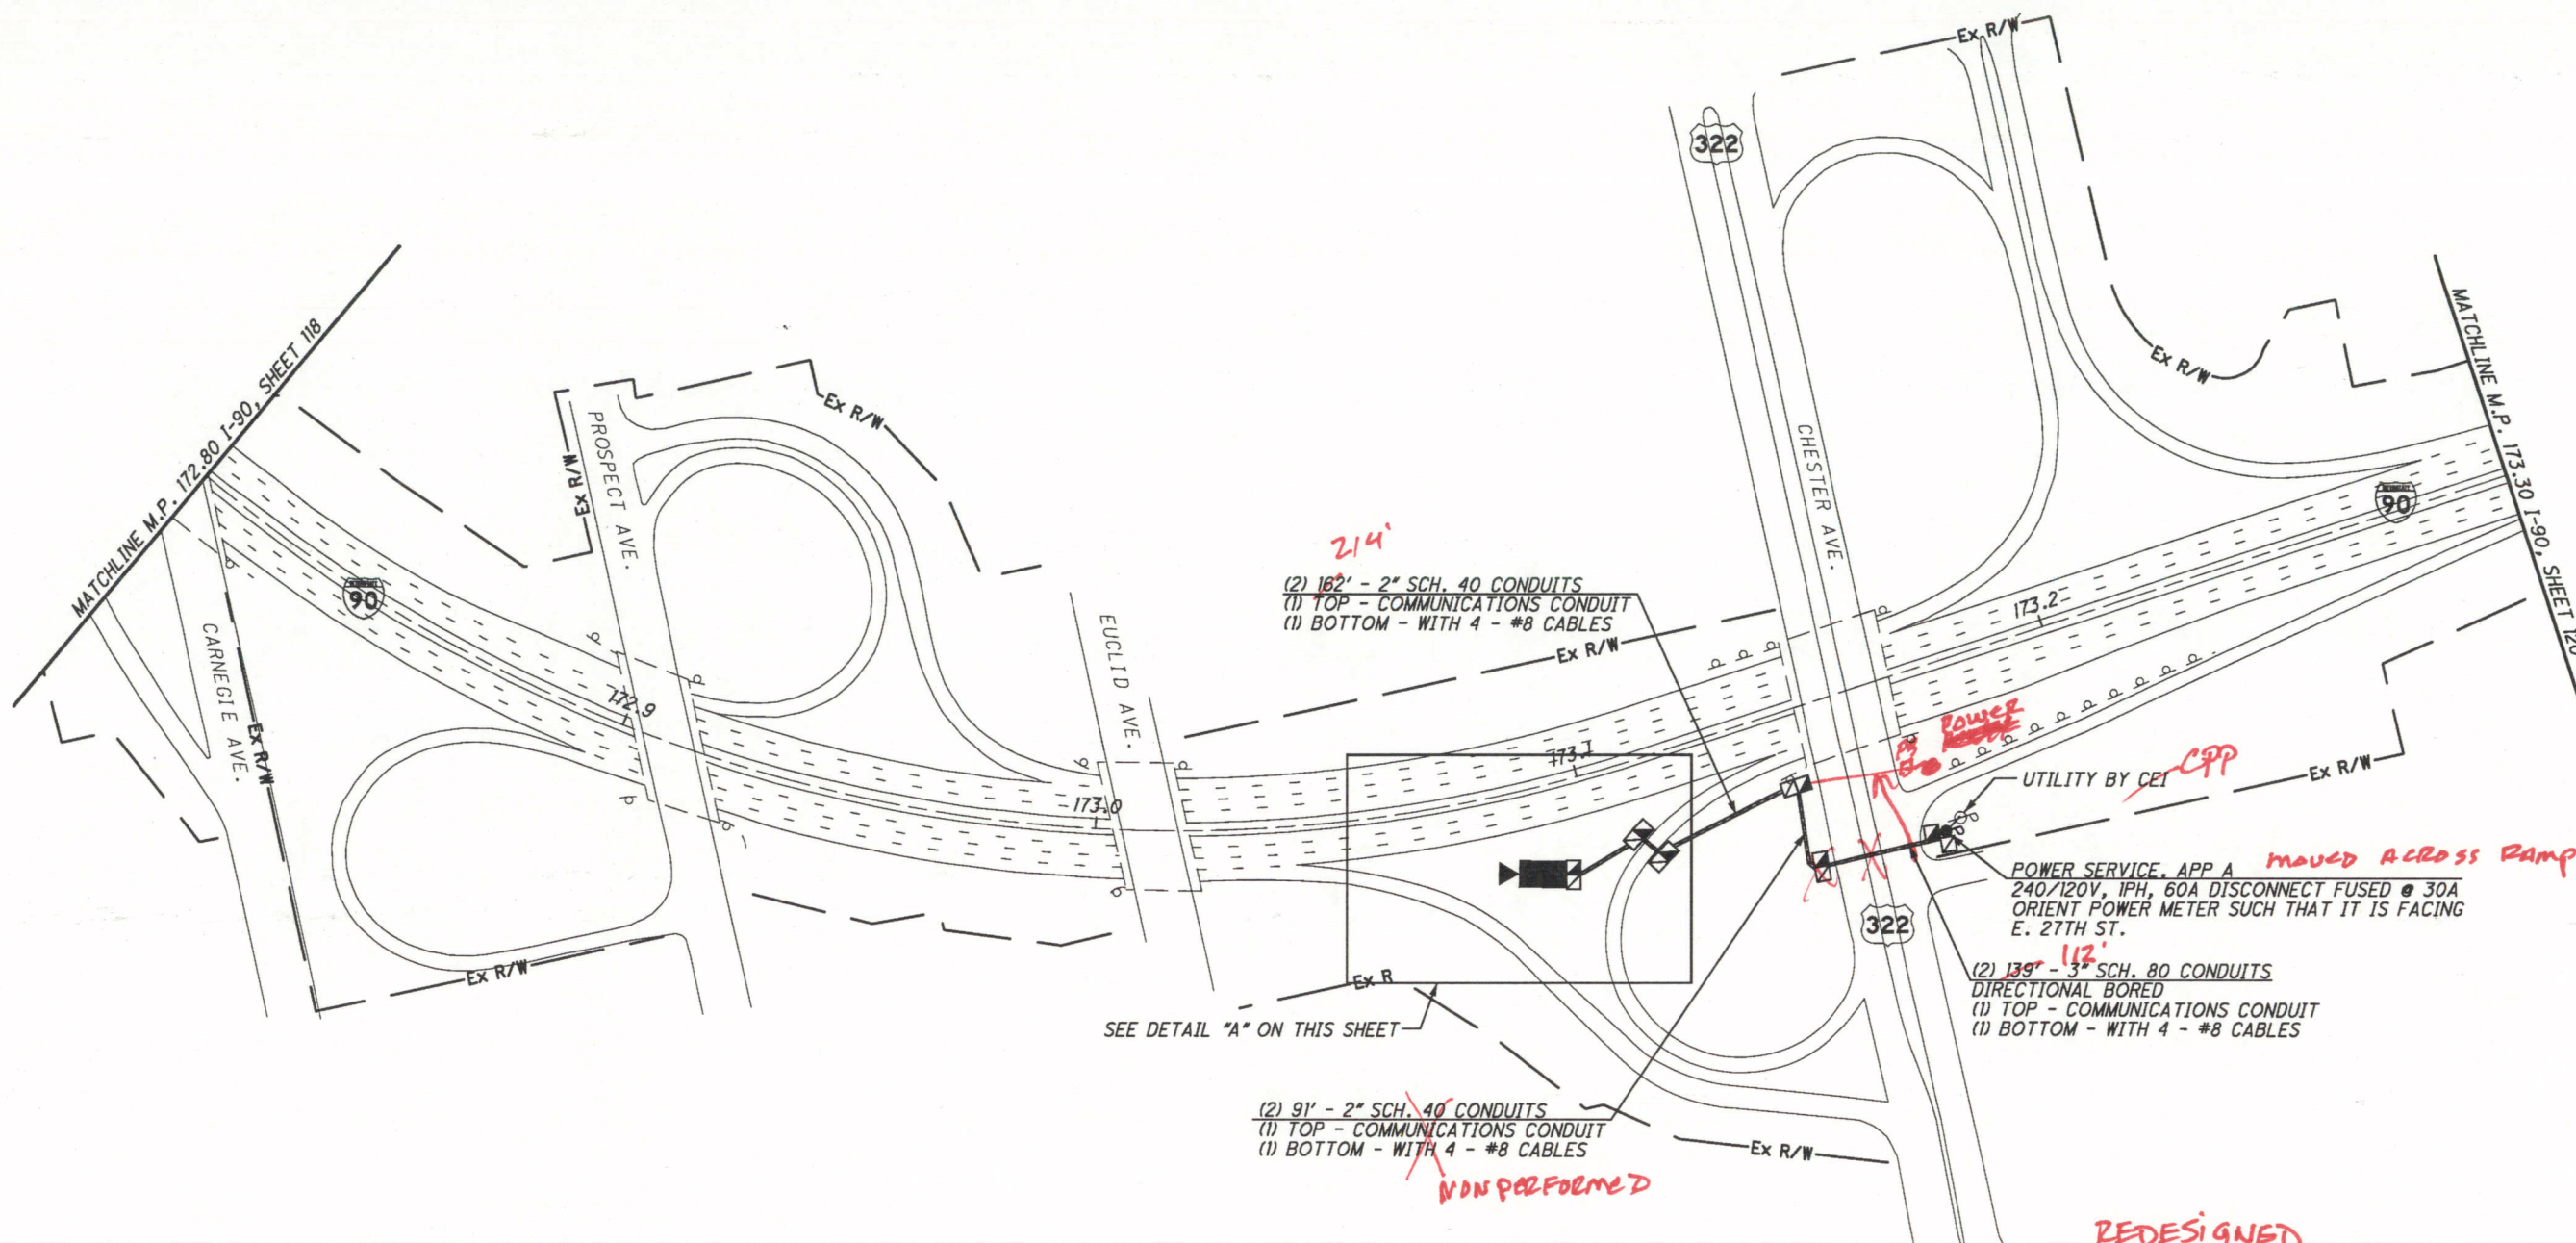 Ex R/W
322
MATCHLINE M.P. 172.80 I-90, SHEET 118
MATCHLINE M.P. 173.30 I-90, SHEET 120
Ex R/W
Ex R/W
Ex R/W
PROSPECT AVE.
CHESTER AVE.
90
90
214'
(2) 162' - 2" SCH. 40 CONDUITS
(1) TOP - COMMUNICATIONS CONDUIT
(1) BOTTOM - WITH 4 - #8 CABLES
173.2
CARNEGIE AVE.
EUCLID AVE.
Ex R/W
172.9
Ex R/W
POWER
PB
173.1
173.0
UTILITY BY CEI
CPP
Ex R/W
POWER SERVICE. APP A
MOVED ACROSS RAMP
240/120V, 1PH, 60A DISCONNECT FUSED @ 30A
ORIENT POWER METER SUCH THAT IT IS FACING
E. 27TH ST.
322
112'
(2) 139' - 3" SCH. 80 CONDUITS
DIRECTIONAL BORED
(1) TOP - COMMUNICATIONS CONDUIT
(1) BOTTOM - WITH 4 - #8 CABLES
Ex R/W
Ex R
SEE DETAIL "A" ON THIS SHEET
(2) 91' - 2" SCH. 40 CONDUITS
(1) TOP - COMMUNICATIONS CONDUIT
(1) BOTTOM - WITH 4 - #8 CABLES
NON PERFORMED
Ex R/W
REDESIGNED